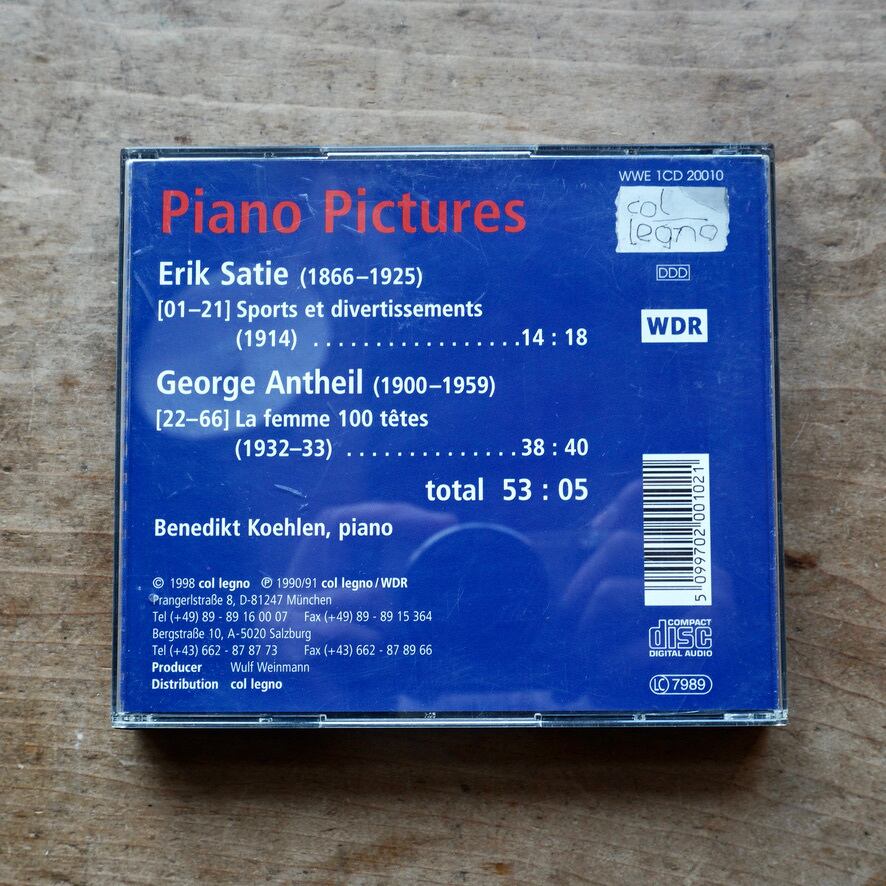 WWE 1CD 20010
Piano Pictures
col
legno
Erik Satie (1866–1925)
DDD
[01–21] Sports et divertissements
(1914) ..................14 : 18
WDR
George Antheil (1900–1959)
[22–66] La femme 100 têtes
(1932–33) ...............38 : 40
total 53 : 05
Benedikt Koehlen, piano
5 099702 001021
© 1998 col legno ℗ 1990/91 col legno/WDR
Prangerlstraße 8, D-81247 München
Tel (+49) 89 - 89 16 00 07 Fax (+49) 89 - 89 15 364
Bergstraße 10, A-5020 Salzburg
Tel (+43) 662 - 87 87 73 Fax (+43) 662 - 87 89 66
Producer Wulf Weinmann
Distribution col legno
COMPACT
disc
DIGITAL AUDIO
LC 7989